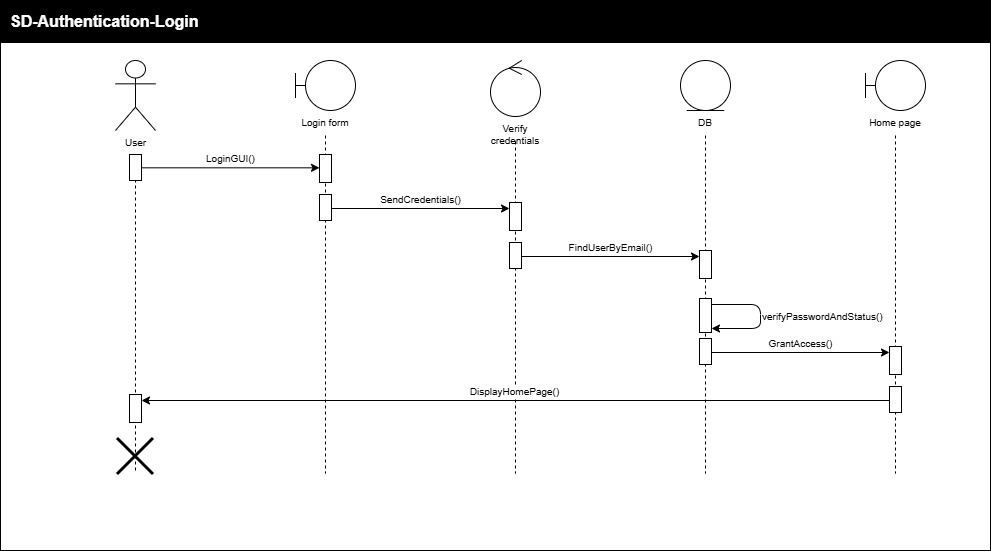 SD-Authentication-Login
User
Login form
Verify
credentials
DB
Home page
LoginGUI()
SendCredentials()
FindUserByEmail()
verifyPasswordAndStatus()
GrantAccess()
DisplayHomePage()